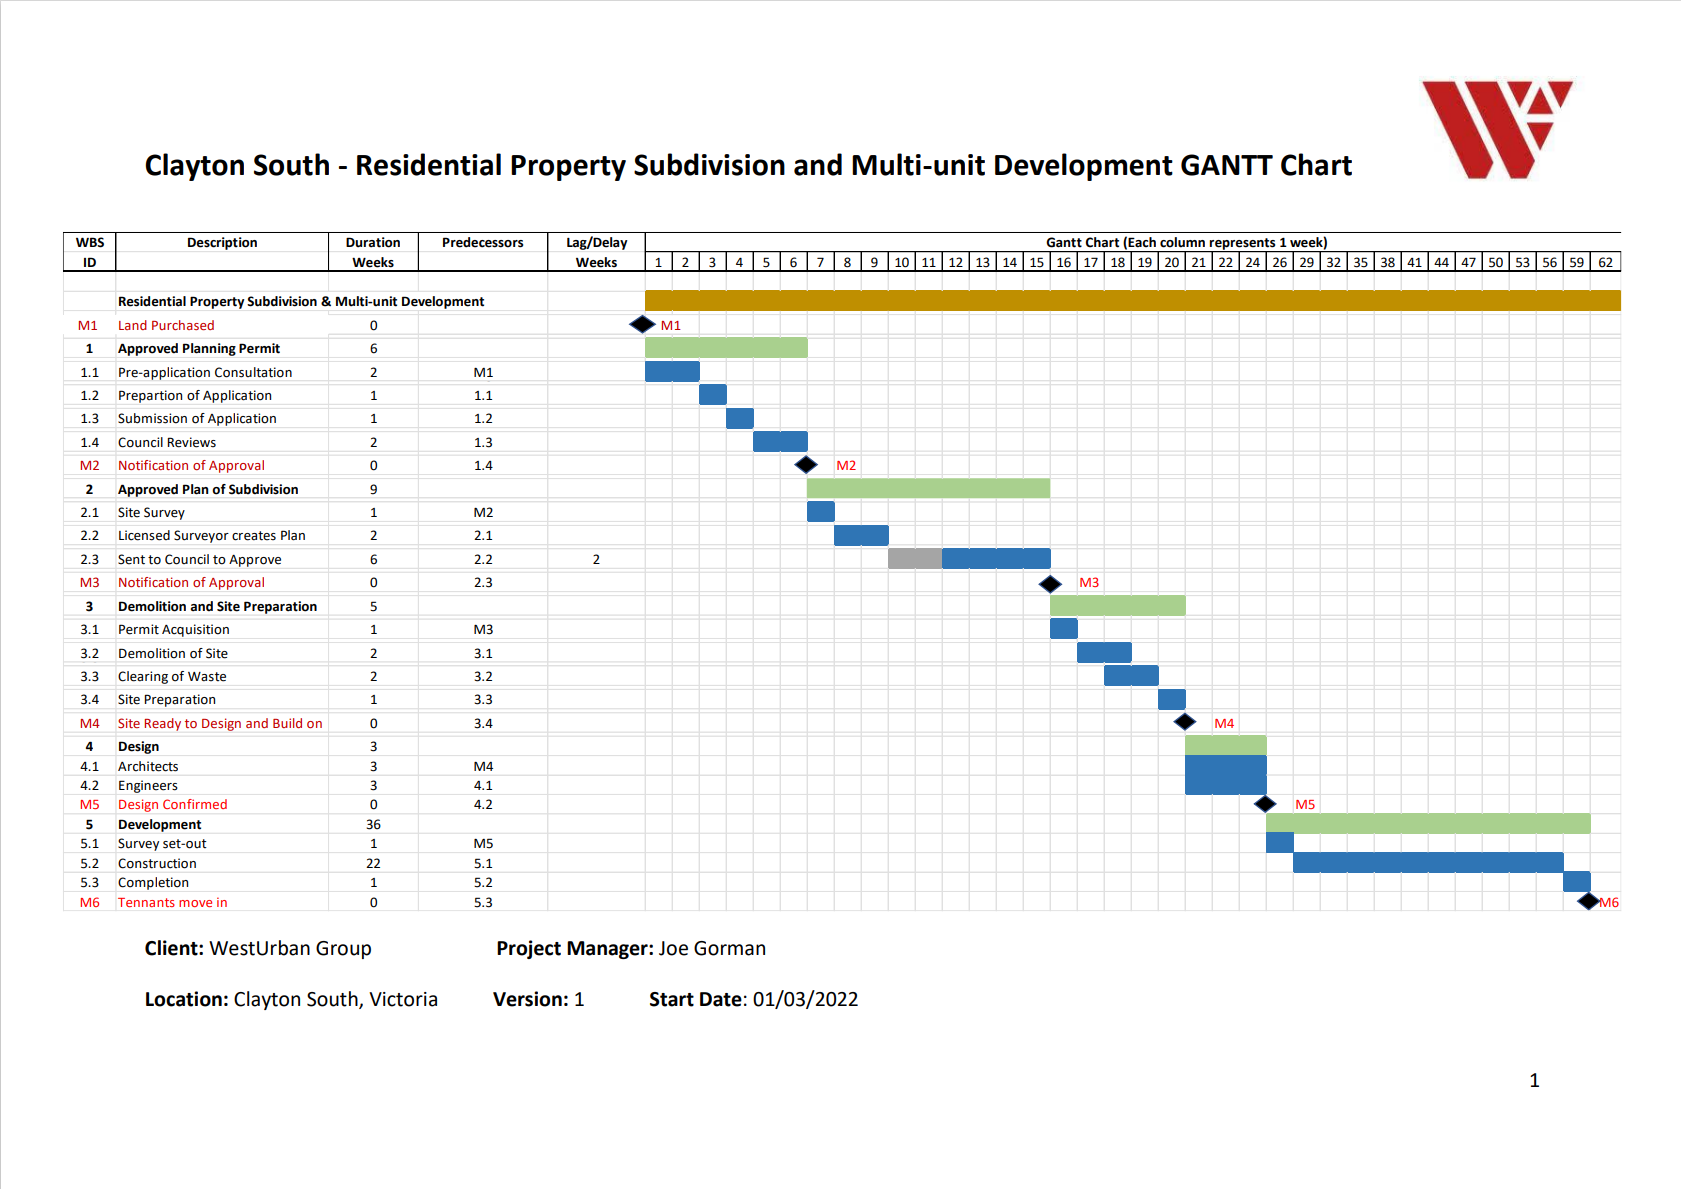 Clayton South - Residential Property Subdivision and Multi-unit Development GANTT Chart
WBS Description Duration Predecessors Lag/Delay Gantt Chart (Each column represents 1 week)
ID Weeks Weeks 1 2 3 4 5 6 7 8 9 10 11 12 13 14 15 16 17 18 19 20 21 22 24 26 29 32 35 38 41 44 47 50 53 56 59 62
Residential Property Subdivision & Multi-unit Development
M1 Land Purchased 0 M1
1 Approved Planning Permit 6
1.1 Pre-application Consultation 2 M1
1.2 Prepartion of Application 1 1.1
1.3 Submission of Application 1 1.2
1.4 Council Reviews 2 1.3
M2 Notification of Approval 0 1.4 M2
2 Approved Plan of Subdivision 9
2.1 Site Survey 1 M2
2.2 Licensed Surveyor creates Plan 2 2.1
2.3 Sent to Council to Approve 6 2.2 2
M3 Notification of Approval 0 2.3 M3
3 Demolition and Site Preparation 5
3.1 Permit Acquisition 1 M3
3.2 Demolition of Site 2 3.1
3.3 Clearing of Waste 2 3.2
3.4 Site Preparation 1 3.3
M4 Site Ready to Design and Build on 0 3.4 M4
4 Design 3
4.1 Architects 3 M4
4.2 Engineers 3 4.1
M5 Design Confirmed 0 4.2 M5
5 Development 36
5.1 Survey set-out 1 M5
5.2 Construction 22 5.1
5.3 Completion 1 5.2
M6 Tennants move in 0 5.3 M6
Client: WestUrban Group Project Manager: Joe Gorman
Location: Clayton South, Victoria Version: 1 Start Date: 01/03/2022
1